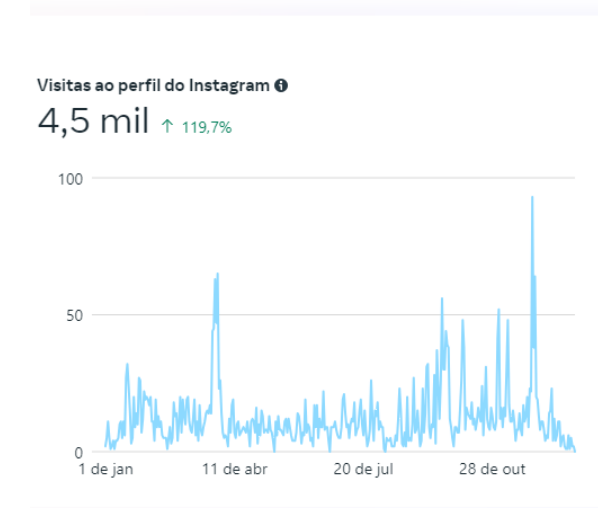 Visitas ao perfil do Instagram
4,5 mil ↑ 119,7%
100
50
0
1 de jan 11 de abr 20 de jul 28 de out